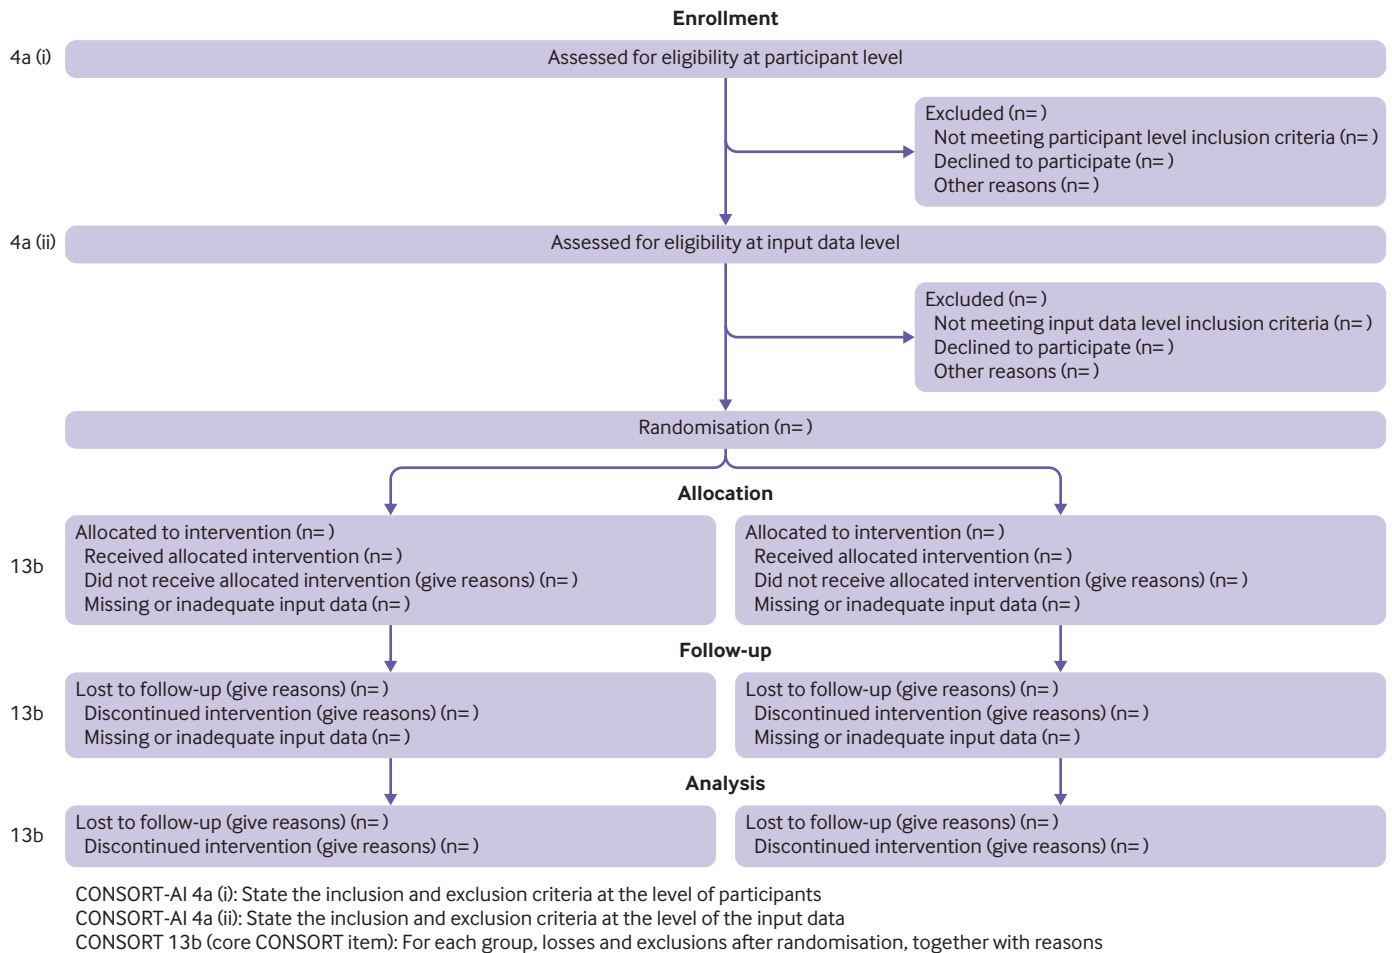 Enrollment
4a (i)
Assessed for eligibility at participant level
Excluded (n= )
Not meeting participant level inclusion criteria (n= )
Declined to participate (n= )
Other reasons (n= )
4a (ii)
Assessed for eligibility at input data level
Excluded (n= )
Not meeting input data level inclusion criteria (n= )
Declined to participate (n= )
Other reasons (n= )
Randomisation (n= )
Allocation
13b
Allocated to intervention (n= )
Received allocated intervention (n= )
Did not receive allocated intervention (give reasons) (n= )
Missing or inadequate input data (n= )
Allocated to intervention (n= )
Received allocated intervention (n= )
Did not receive allocated intervention (give reasons) (n= )
Missing or inadequate input data (n= )
Follow-up
13b
Lost to follow-up (give reasons) (n= )
Discontinued intervention (give reasons) (n= )
Missing or inadequate input data (n= )
Lost to follow-up (give reasons) (n= )
Discontinued intervention (give reasons) (n= )
Missing or inadequate input data (n= )
Analysis
13b
Lost to follow-up (give reasons) (n= )
Discontinued intervention (give reasons) (n= )
Lost to follow-up (give reasons) (n= )
Discontinued intervention (give reasons) (n= )
CONSORT-AI 4a (i): State the inclusion and exclusion criteria at the level of participants
CONSORT-AI 4a (ii): State the inclusion and exclusion criteria at the level of the input data
CONSORT 13b (core CONSORT item): For each group, losses and exclusions after randomisation, together with reasons